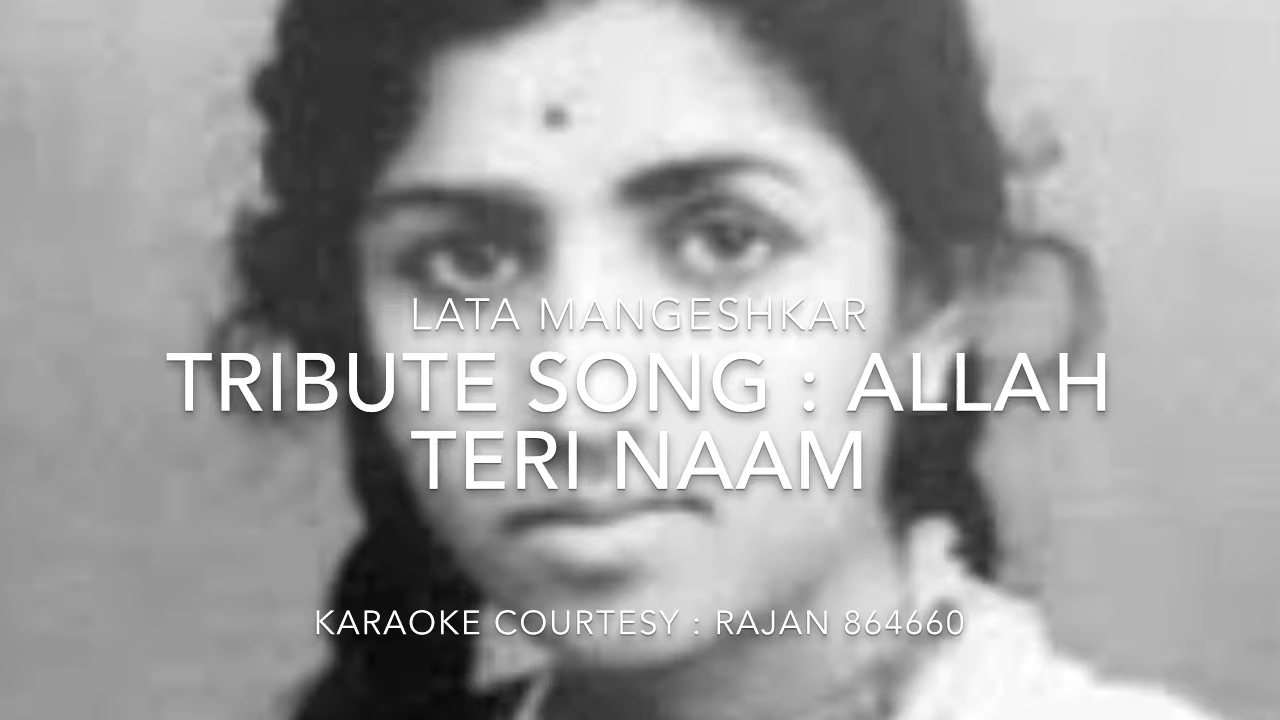 LATA MANGESHKAR
TRIBUTE SONG : ALLAH
TERI NAAM
KARAOKE COURTESY : RAJAN 864660